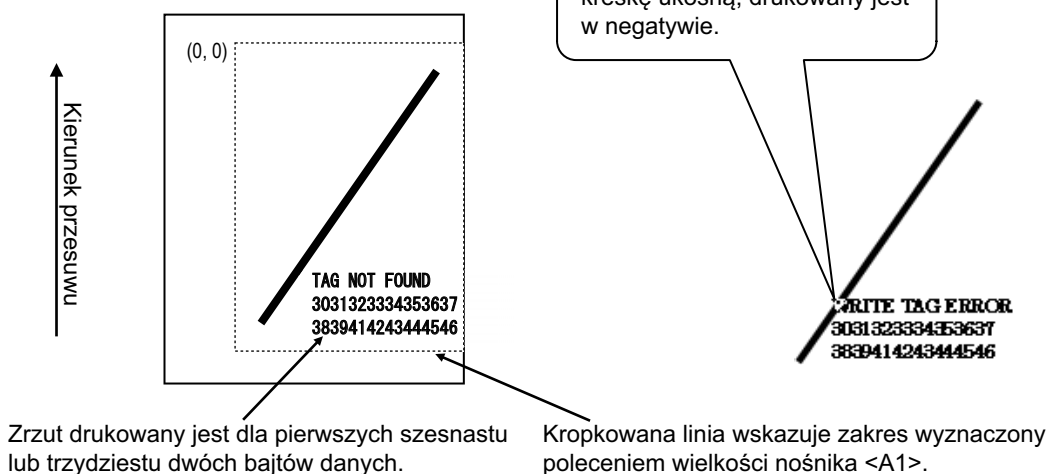 kreskę ukośną, drukowany jest
w negatywie.
(0, 0)
Kierunek przesuwu
TAG NOT FOUND
3031323334353637
3839414243444546
WRITE TAG ERROR
3031323334353637
3839414243444546
Zrzut drukowany jest dla pierwszych szesnastu
lub trzydziestu dwóch bajtów danych.
Kropkowana linia wskazuje zakres wyznaczony
poleceniem wielkości nośnika <A1>.